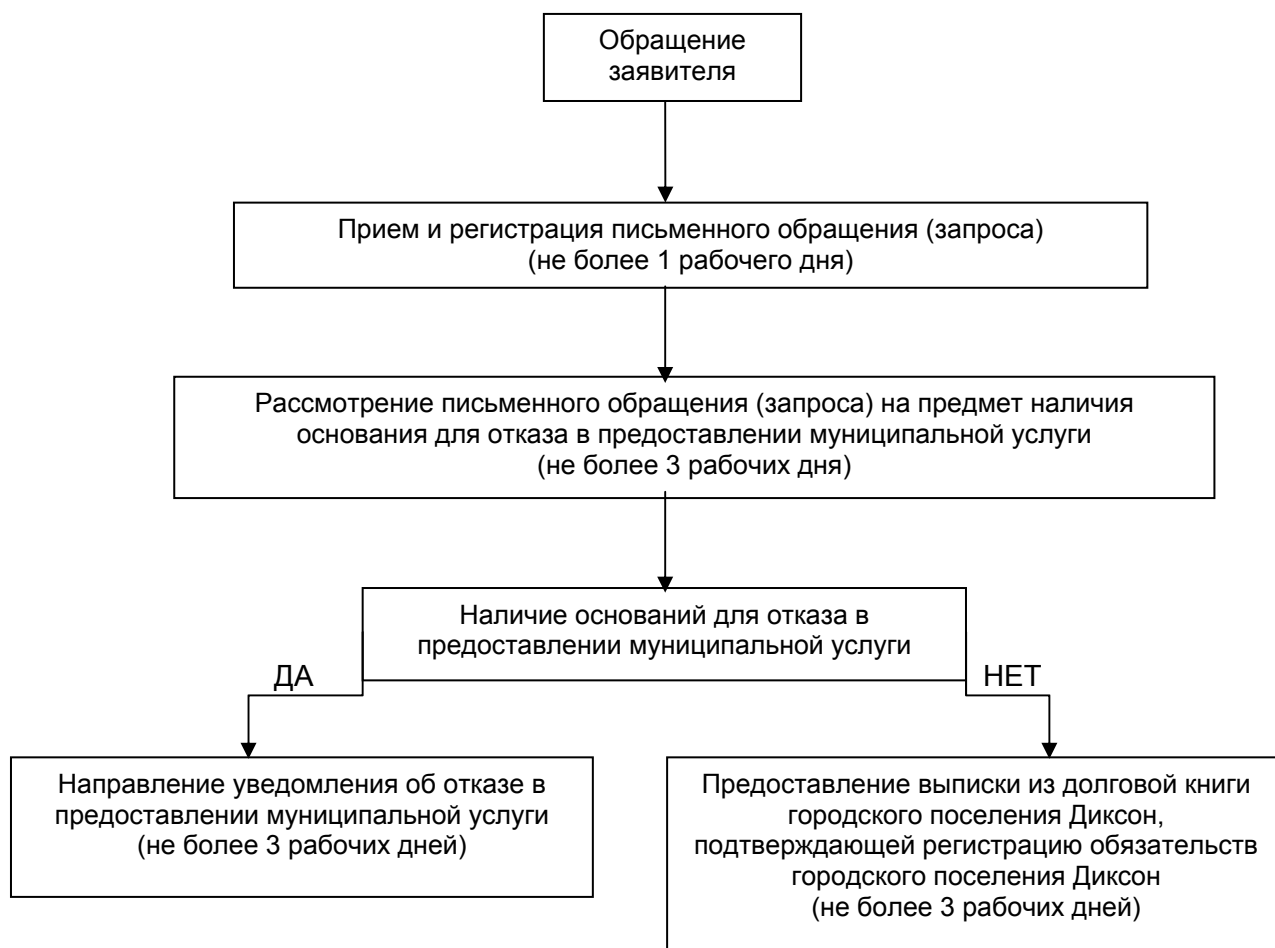 Обращение
заявителя
Прием и регистрация письменного обращения (запроса)
(не более 1 рабочего дня)
Рассмотрение письменного обращения (запроса) на предмет наличия
основания для отказа в предоставлении муниципальной услуги
(не более 3 рабочих дня)
Наличие оснований для отказа в
предоставлении муниципальной услуги
ДА
НЕТ
Направление уведомления об отказе в
предоставлении муниципальной услуги
(не более 3 рабочих дней)
Предоставление выписки из долговой книги
городского поселения Диксон,
подтверждающей регистрацию обязательств
городского поселения Диксон
(не более 3 рабочих дней)